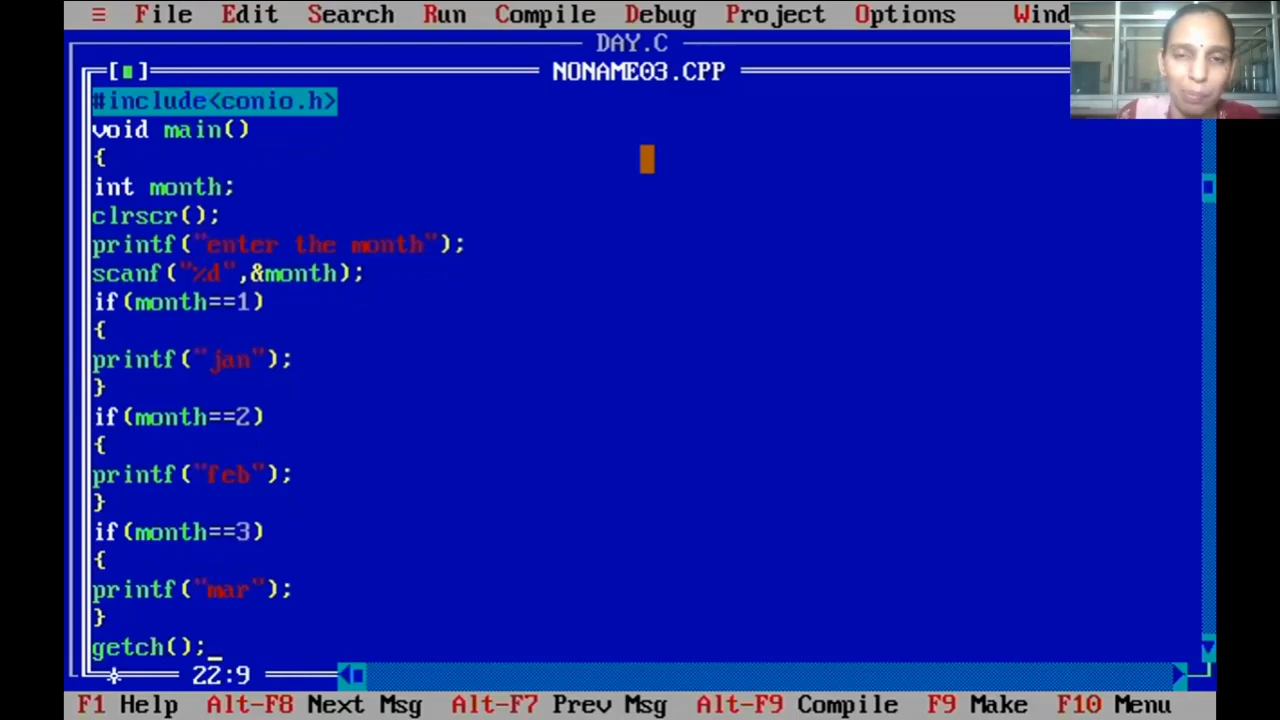 ≡ File Edit Search Run Compile Debug Project Options Wind
DAY.C
[■] NONAME03.CPP
#include<conio.h>
void main()
{
int month;
clrscr();
printf("enter the month");
scanf("%d",&month);
if(month==1)
{
printf("jan");
}
if(month==2)
{
printf("feb");
}
if(month==3)
{
printf("mar");
}
getch();
22:9
F1 Help Alt-F8 Next Msg Alt-F7 Prev Msg Alt-F9 Compile F9 Make F10 Menu